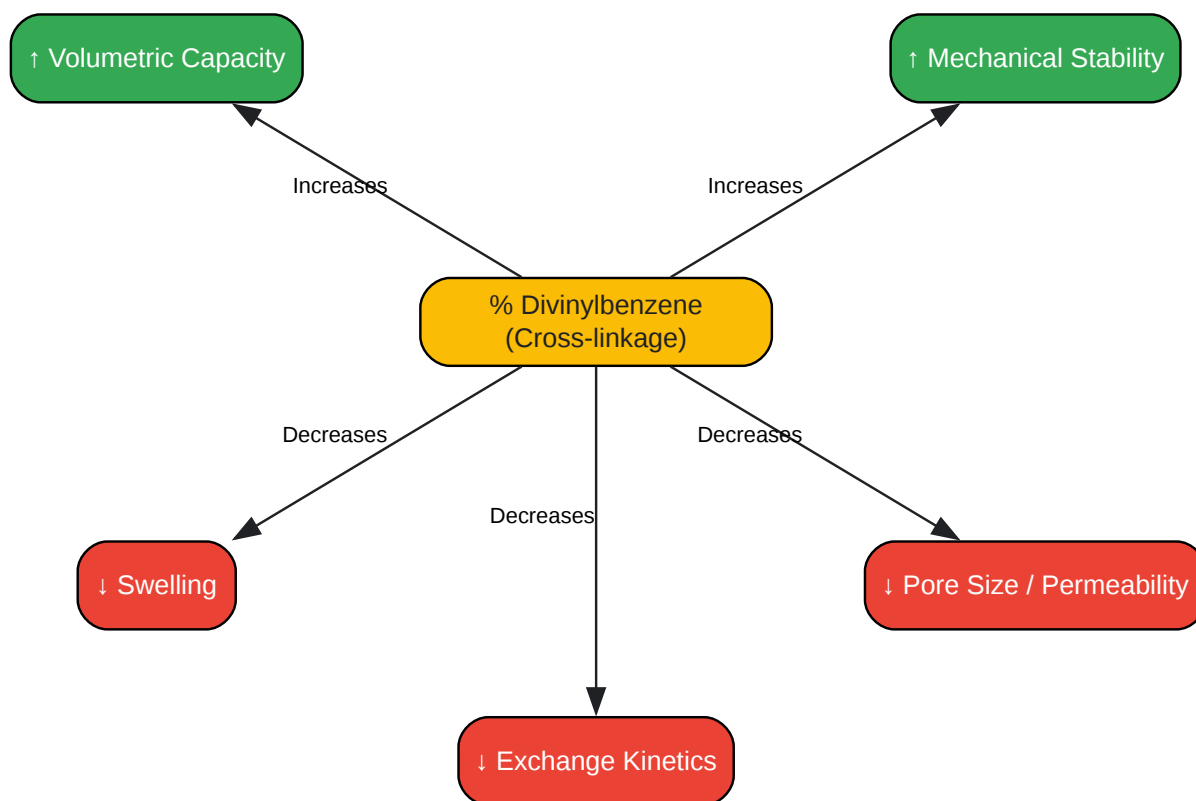 ↑ Volumetric Capacity
↑ Mechanical Stability
Increases
Increases
% Divinylbenzene
(Cross-linkage)
Decreases
Decreases
Decreases
↓ Swelling
↓ Pore Size / Permeability
↓ Exchange Kinetics